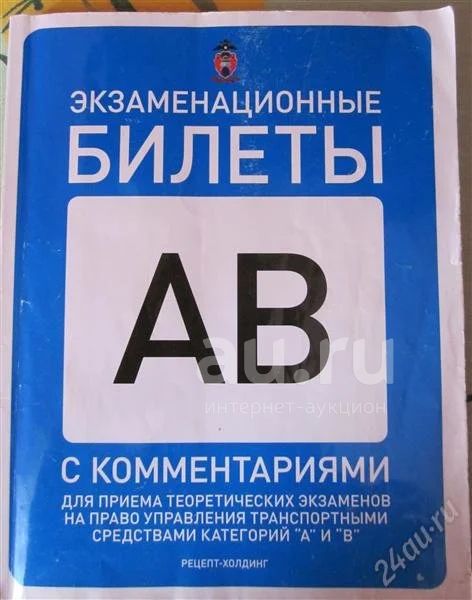 ЭКЗАМЕНАЦИОННЫЕ
БИЛЕТЫ
АВ
au.ru
интернет-аукцион
С КОММЕНТАРИЯМИ
ДЛЯ ПРИЕМА ТЕОРЕТИЧЕСКИХ ЭКЗАМЕНОВ
НА ПРАВО УПРАВЛЕНИЯ ТРАНСПОРТНЫМИ
СРЕДСТВАМИ КАТЕГОРИЙ "А" И "В"
РЕЦЕПТ-ХОЛДИНГ
24au.ru